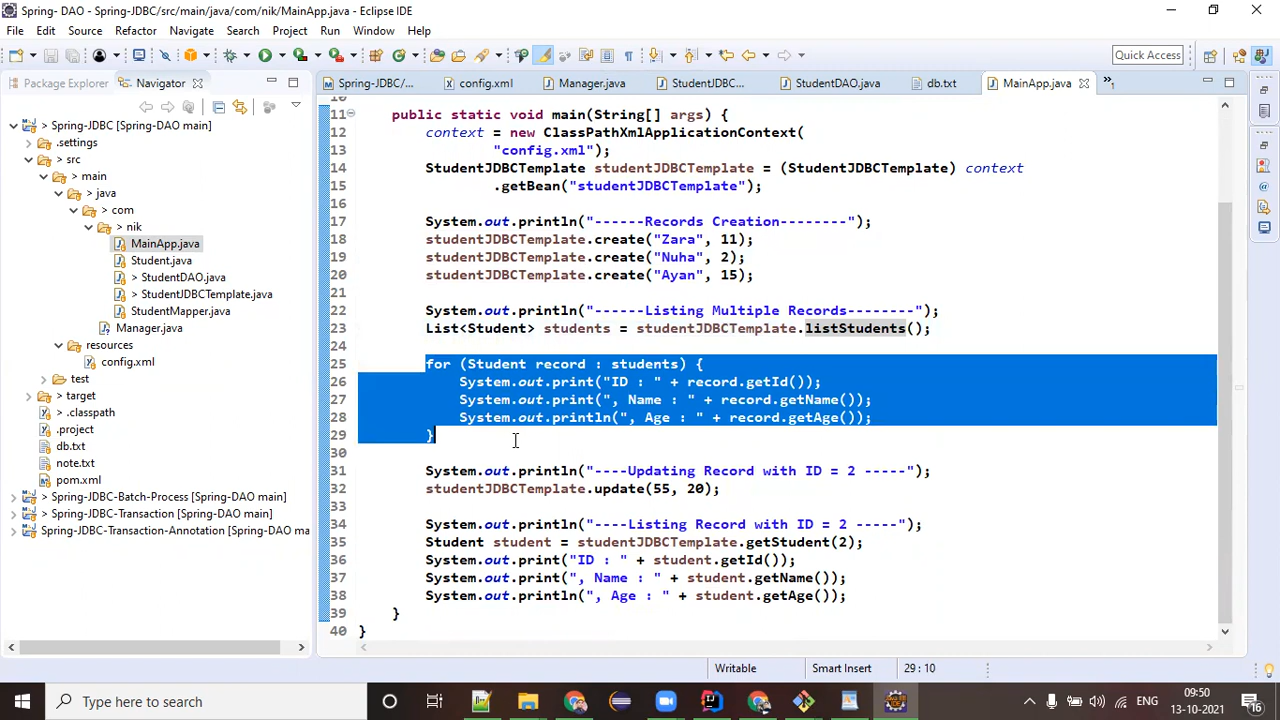 Spring- DAO - Spring-JDBC/src/main/java/com/nik/MainApp.java - Eclipse IDE
File Edit Source Refactor Navigate Search Project Run Window Help
Quick Access
Package Explorer Navigator
Spring-JDBC/... config.xml Manager.java StudentJDBC... StudentDAO.java db.txt MainApp.java »1
Spring-JDBC [Spring-DAO main]
.settings
> src
> main
> java
> com
> nik
MainApp.java
Student.java
> StudentDAO.java
> StudentJDBCTemplate.java
StudentMapper.java
Manager.java
resources
config.xml
test
> target
> .classpath
.project
db.txt
note.txt
pom.xml
> Spring-JDBC-Batch-Process [Spring-DAO main]
> Spring-JDBC-Transaction [Spring-DAO main]
Spring-JDBC-Transaction-Annotation [Spring-DAO main]
10
11 public static void main(String[] args) {
12 context = new ClassPathXmlApplicationContext(
13 "config.xml");
14 StudentJDBCTemplate studentJDBCTemplate = (StudentJDBCTemplate) context
15 .getBean("studentJDBCTemplate");
16
17 System.out.println("------Records Creation--------");
18 studentJDBCTemplate.create("Zara", 11);
19 studentJDBCTemplate.create("Nuha", 2);
20 studentJDBCTemplate.create("Ayan", 15);
21
22 System.out.println("------Listing Multiple Records--------");
23 List<Student> students = studentJDBCTemplate.listStudents();
24
25 for (Student record : students) {
26 System.out.print("ID : " + record.getId());
27 System.out.print(", Name : " + record.getName());
28 System.out.println(", Age : " + record.getAge());
29 }
30
31 System.out.println("----Updating Record with ID = 2 -----");
32 studentJDBCTemplate.update(55, 20);
33
34 System.out.println("----Listing Record with ID = 2 -----");
35 Student student = studentJDBCTemplate.getStudent(2);
36 System.out.print("ID : " + student.getId());
37 System.out.print(", Name : " + student.getName());
38 System.out.println(", Age : " + student.getAge());
39 }
40 }
Writable Smart Insert 29 : 10
Type here to search
ENG
09:50
13-10-2021
16